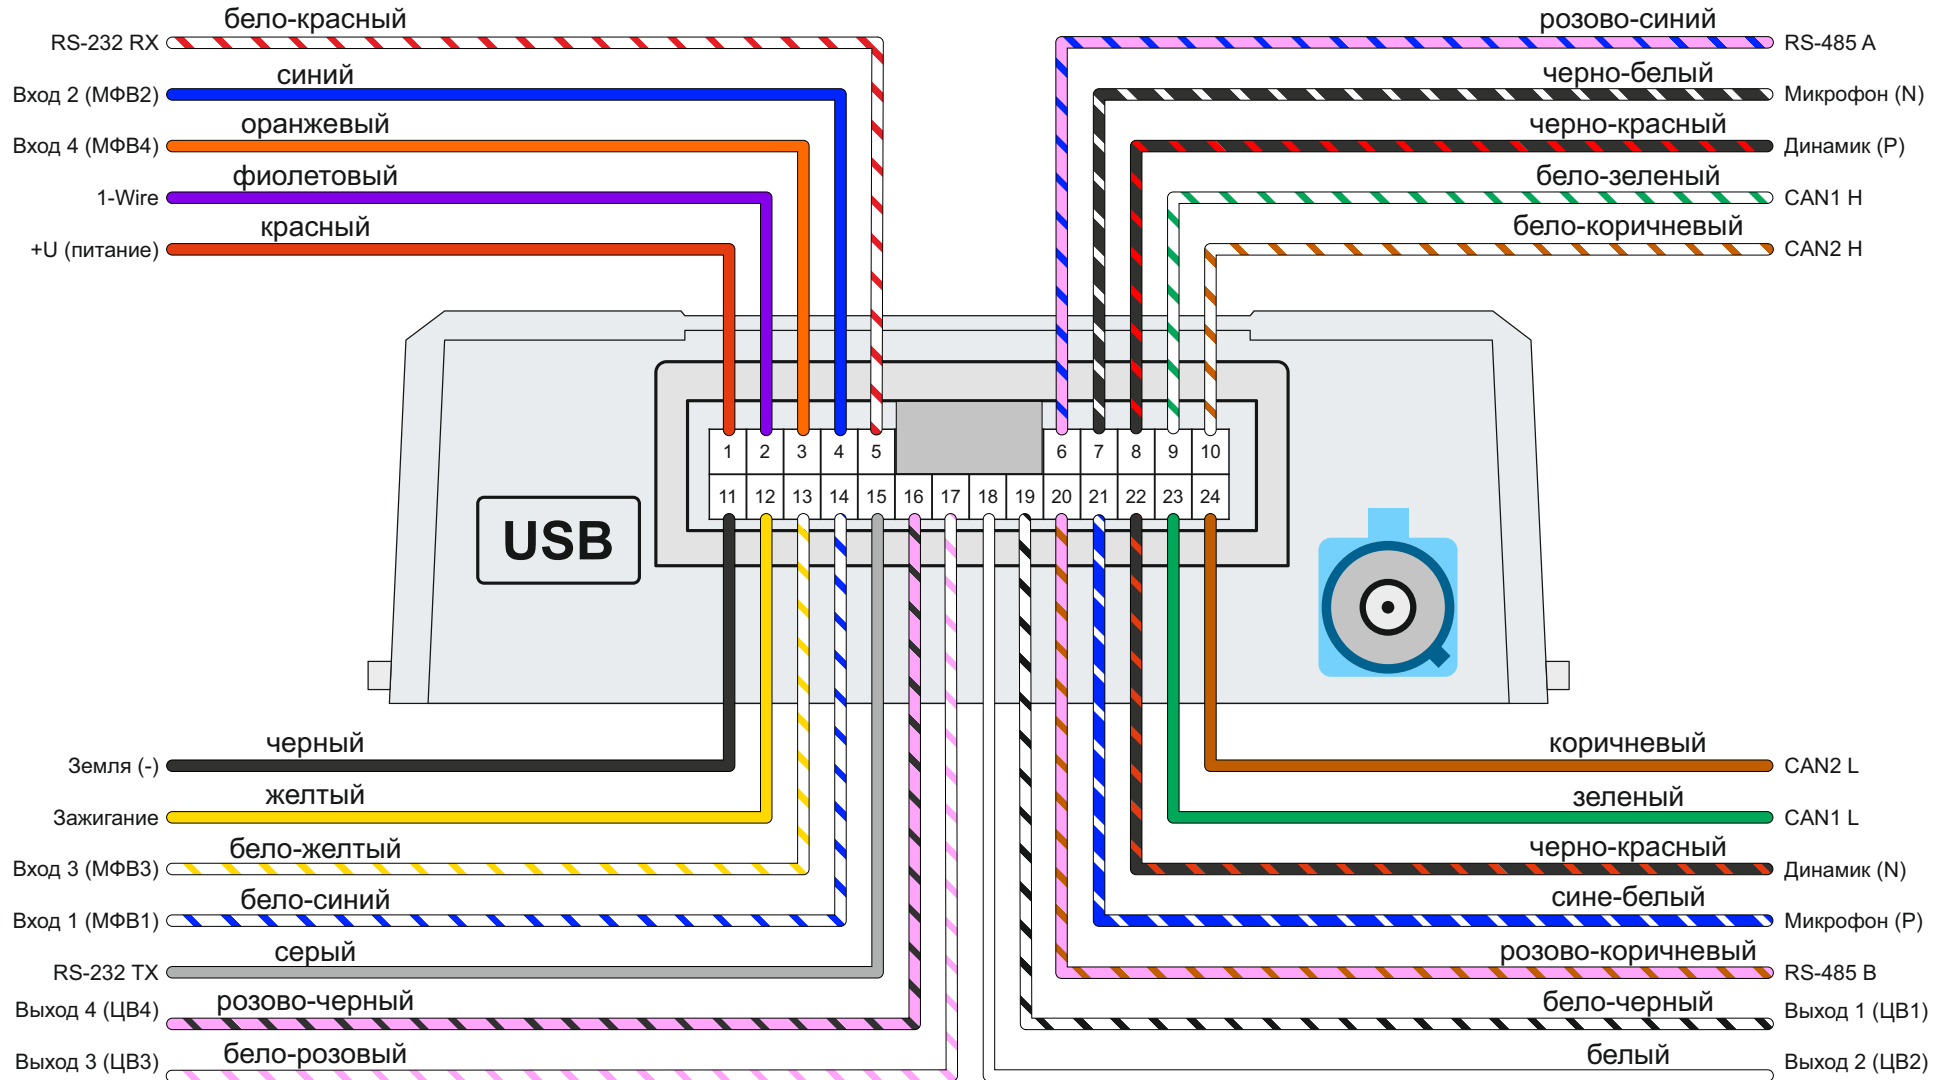 бело-красный
RS-232 RX
синий
Вход 2 (МФВ2)
оранжевый
Вход 4 (МФВ4)
фиолетовый
1-Wire
красный
+U (питание)
розово-синий
RS-485 A
черно-белый
Микрофон (N)
черно-красный
Динамик (P)
бело-зеленый
CAN1 H
бело-коричневый
CAN2 H
1 2 3 4 5 6 7 8 9 10
11 12 13 14 15 16 17 18 19 20 21 22 23 24
USB
черный
Земля (-)
желтый
Зажигание
бело-желтый
Вход 3 (МФВ3)
бело-синий
Вход 1 (МФВ1)
серый
RS-232 TX
розово-черный
Выход 4 (ЦВ4)
бело-розовый
Выход 3 (ЦВ3)
коричневый
CAN2 L
зеленый
CAN1 L
черно-красный
Динамик (N)
сине-белый
Микрофон (P)
розово-коричневый
RS-485 B
бело-черный
Выход 1 (ЦВ1)
белый
Выход 2 (ЦВ2)